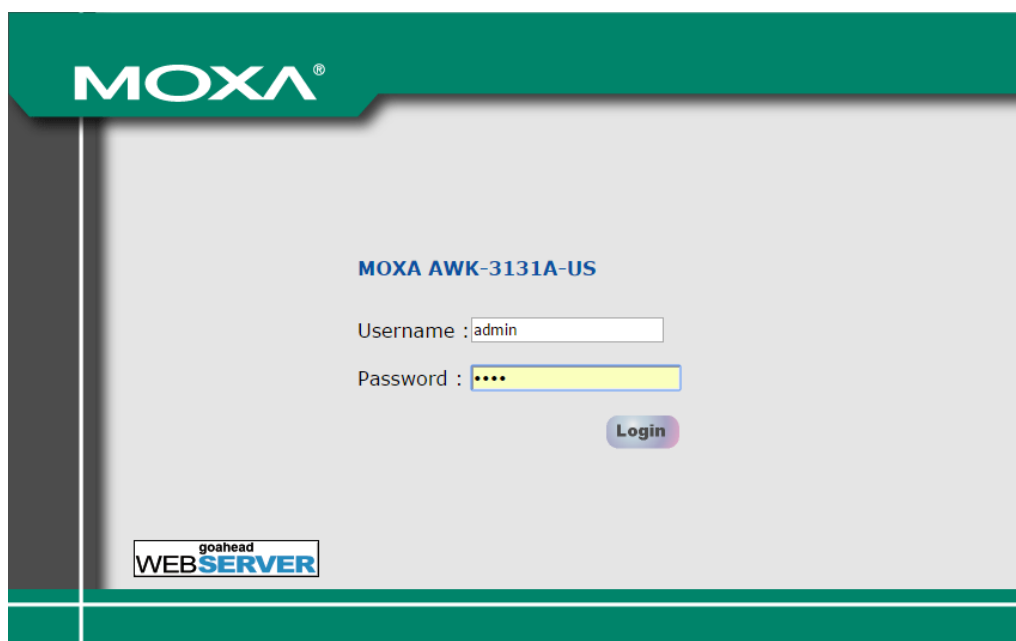 MOXA®
MOXA AWK-3131A-US
Username : admin
Password : ••••
Login
goahead
WEBSERVER